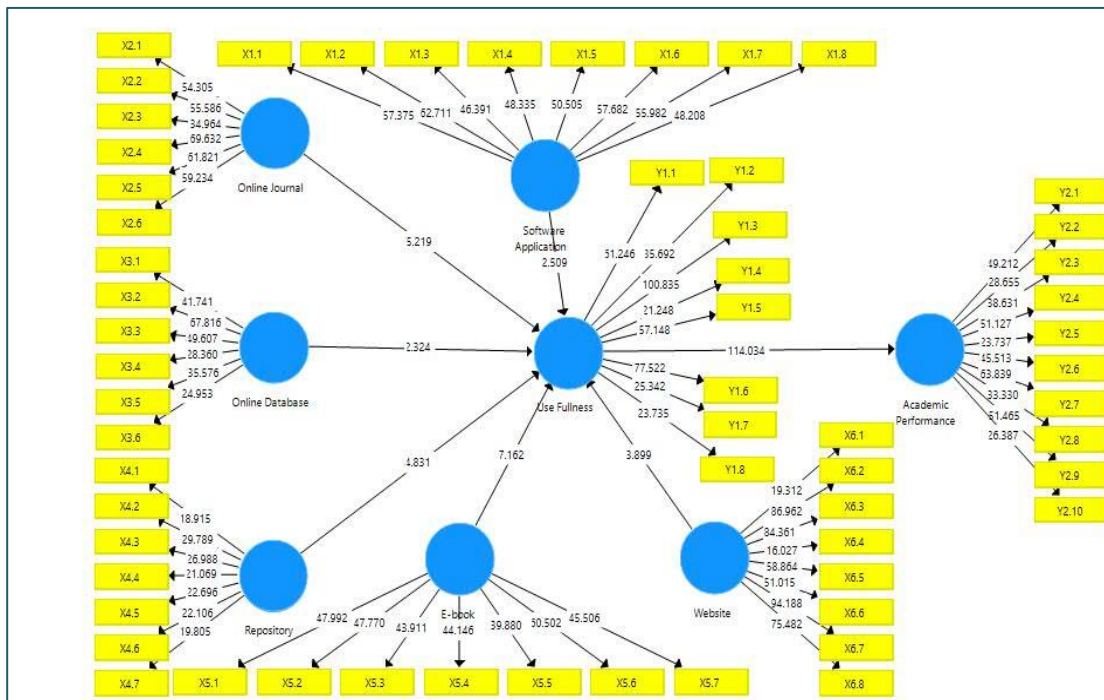 X2.1
X2.2
X2.3
X2.4
X2.5
X2.6
54.305
55.586
34.964
69.632
61.821
59.234
Online Journal
X1.1
X1.2
X1.3
X1.4
X1.5
X1.6
X1.7
X1.8
57.375
62.711
46.391
48.335
50.505
57.682
55.982
48.208
Software
Application
5.219
2.509
X3.1
X3.2
X3.3
X3.4
X3.5
X3.6
41.741
67.816
49.607
28.360
35.576
24.953
Online Database
2.324
Y1.1
Y1.2
Y1.3
Y1.4
Y1.5
Y1.6
Y1.7
Y1.8
51.246
35.692
100.835
21.248
57.148
77.522
25.342
23.735
Use Fullness
114.034
Y2.1
Y2.2
Y2.3
Y2.4
Y2.5
Y2.6
Y2.7
Y2.8
Y2.9
Y2.10
49.212
28.655
58.631
51.127
23.737
45.513
63.839
33.330
51.465
26.387
Academic
Performance
X4.1
X4.2
X4.3
X4.4
X4.5
X4.6
X4.7
18.915
29.789
26.988
21.069
22.696
22.106
19.805
Repository
4.831
7.162
3.899
E-book
47.992
47.770
43.911
44.146
39.880
50.502
45.506
X5.1
X5.2
X5.3
X5.4
X5.5
X5.6
X5.7
Website
19.312
86.962
84.361
16.027
58.864
51.015
94.188
75.482
X6.1
X6.2
X6.3
X6.4
X6.5
X6.6
X6.7
X6.8